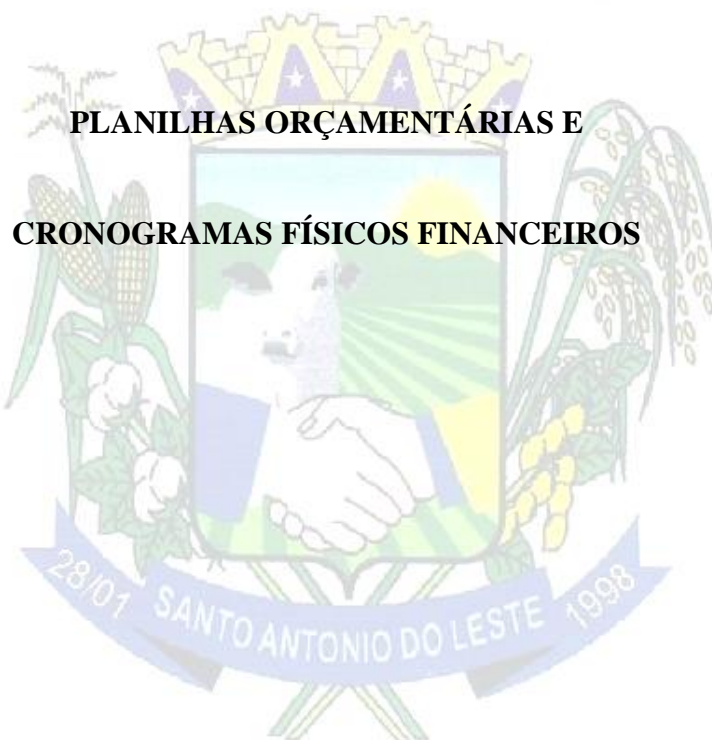 PLANILHAS ORÇAMENTÁRIAS E
CRONOGRAMAS FÍSICOS FINANCEIROS
28/01 SANTO ANTONIO DO LESTE 1998